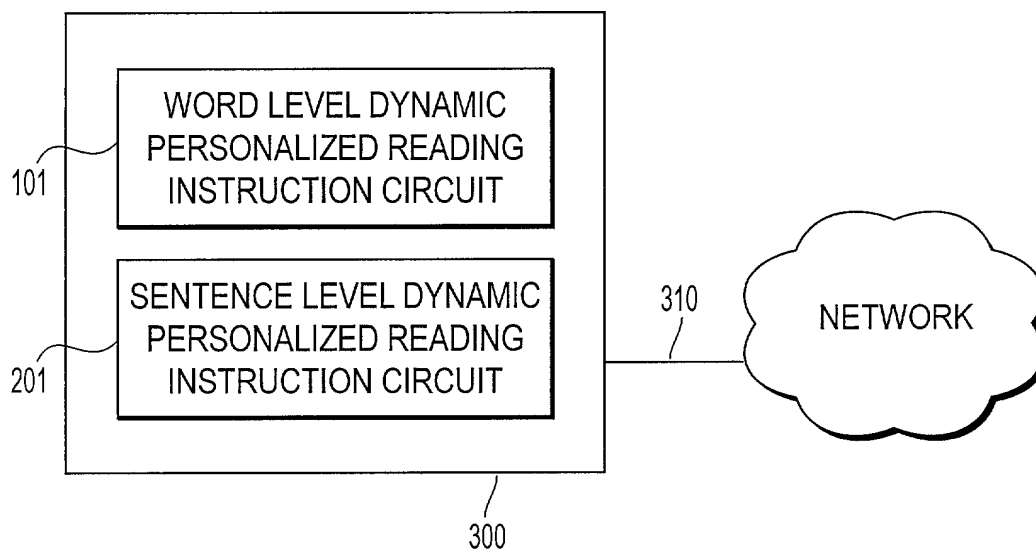 WORD LEVEL DYNAMIC
PERSONALIZED READING
INSTRUCTION CIRCUIT
101
SENTENCE LEVEL DYNAMIC
PERSONALIZED READING
INSTRUCTION CIRCUIT
201
310
NETWORK
300